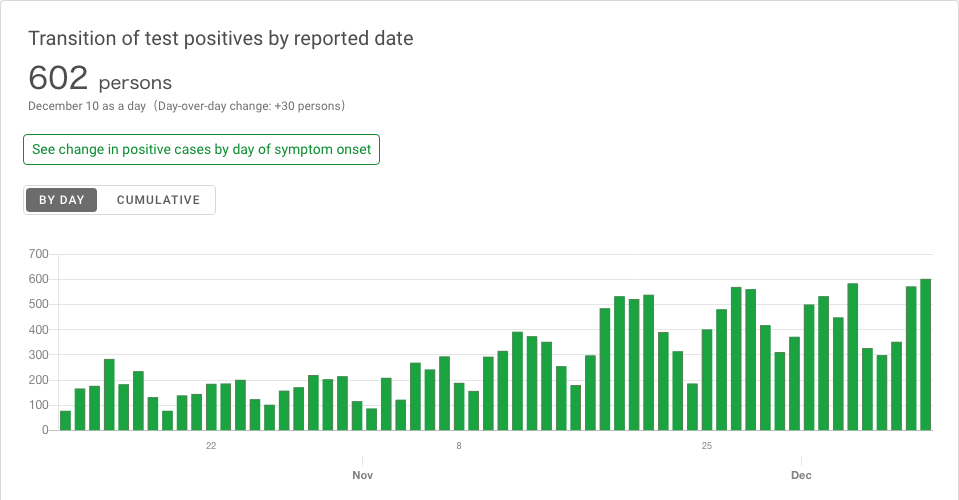 Transition of test positives by reported date
602 persons
December 10 as a day (Day-over-day change: +30 persons)
See change in positive cases by day of symptom onset
BY DAY CUMULATIVE
700
600
500
400
300
200
100
0
22 8 25
Nov Dec